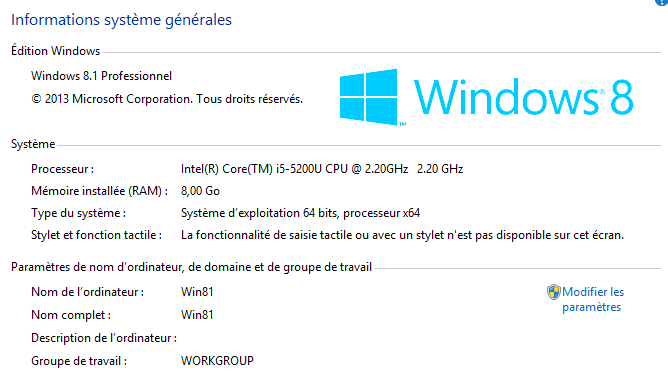 Informations système générales
Édition Windows
Windows 8.1 Professionnel
© 2013 Microsoft Corporation. Tous droits réservés.
Windows® 8
™
Système
Processeur : Intel(R) Core(TM) i5-5200U CPU @ 2.20GHz 2.20 GHz
Mémoire installée (RAM) : 8,00 Go
Type du système : Système d'exploitation 64 bits, processeur x64
Stylet et fonction tactile : La fonctionnalité de saisie tactile ou avec un stylet n'est pas disponible sur cet écran.
Paramètres de nom d'ordinateur, de domaine et de groupe de travail
Nom de l'ordinateur : Win81
Modifier les
paramètres
Nom complet : Win81
Description de l'ordinateur :
Groupe de travail : WORKGROUP